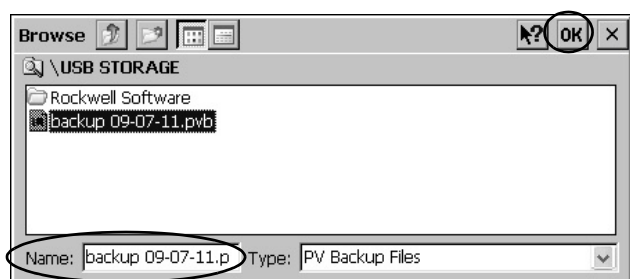 Browse ? OK ×
\USB STORAGE
Rockwell Software
backup 09-07-11.pvb
Name: backup 09-07-11.p Type: PV Backup Files